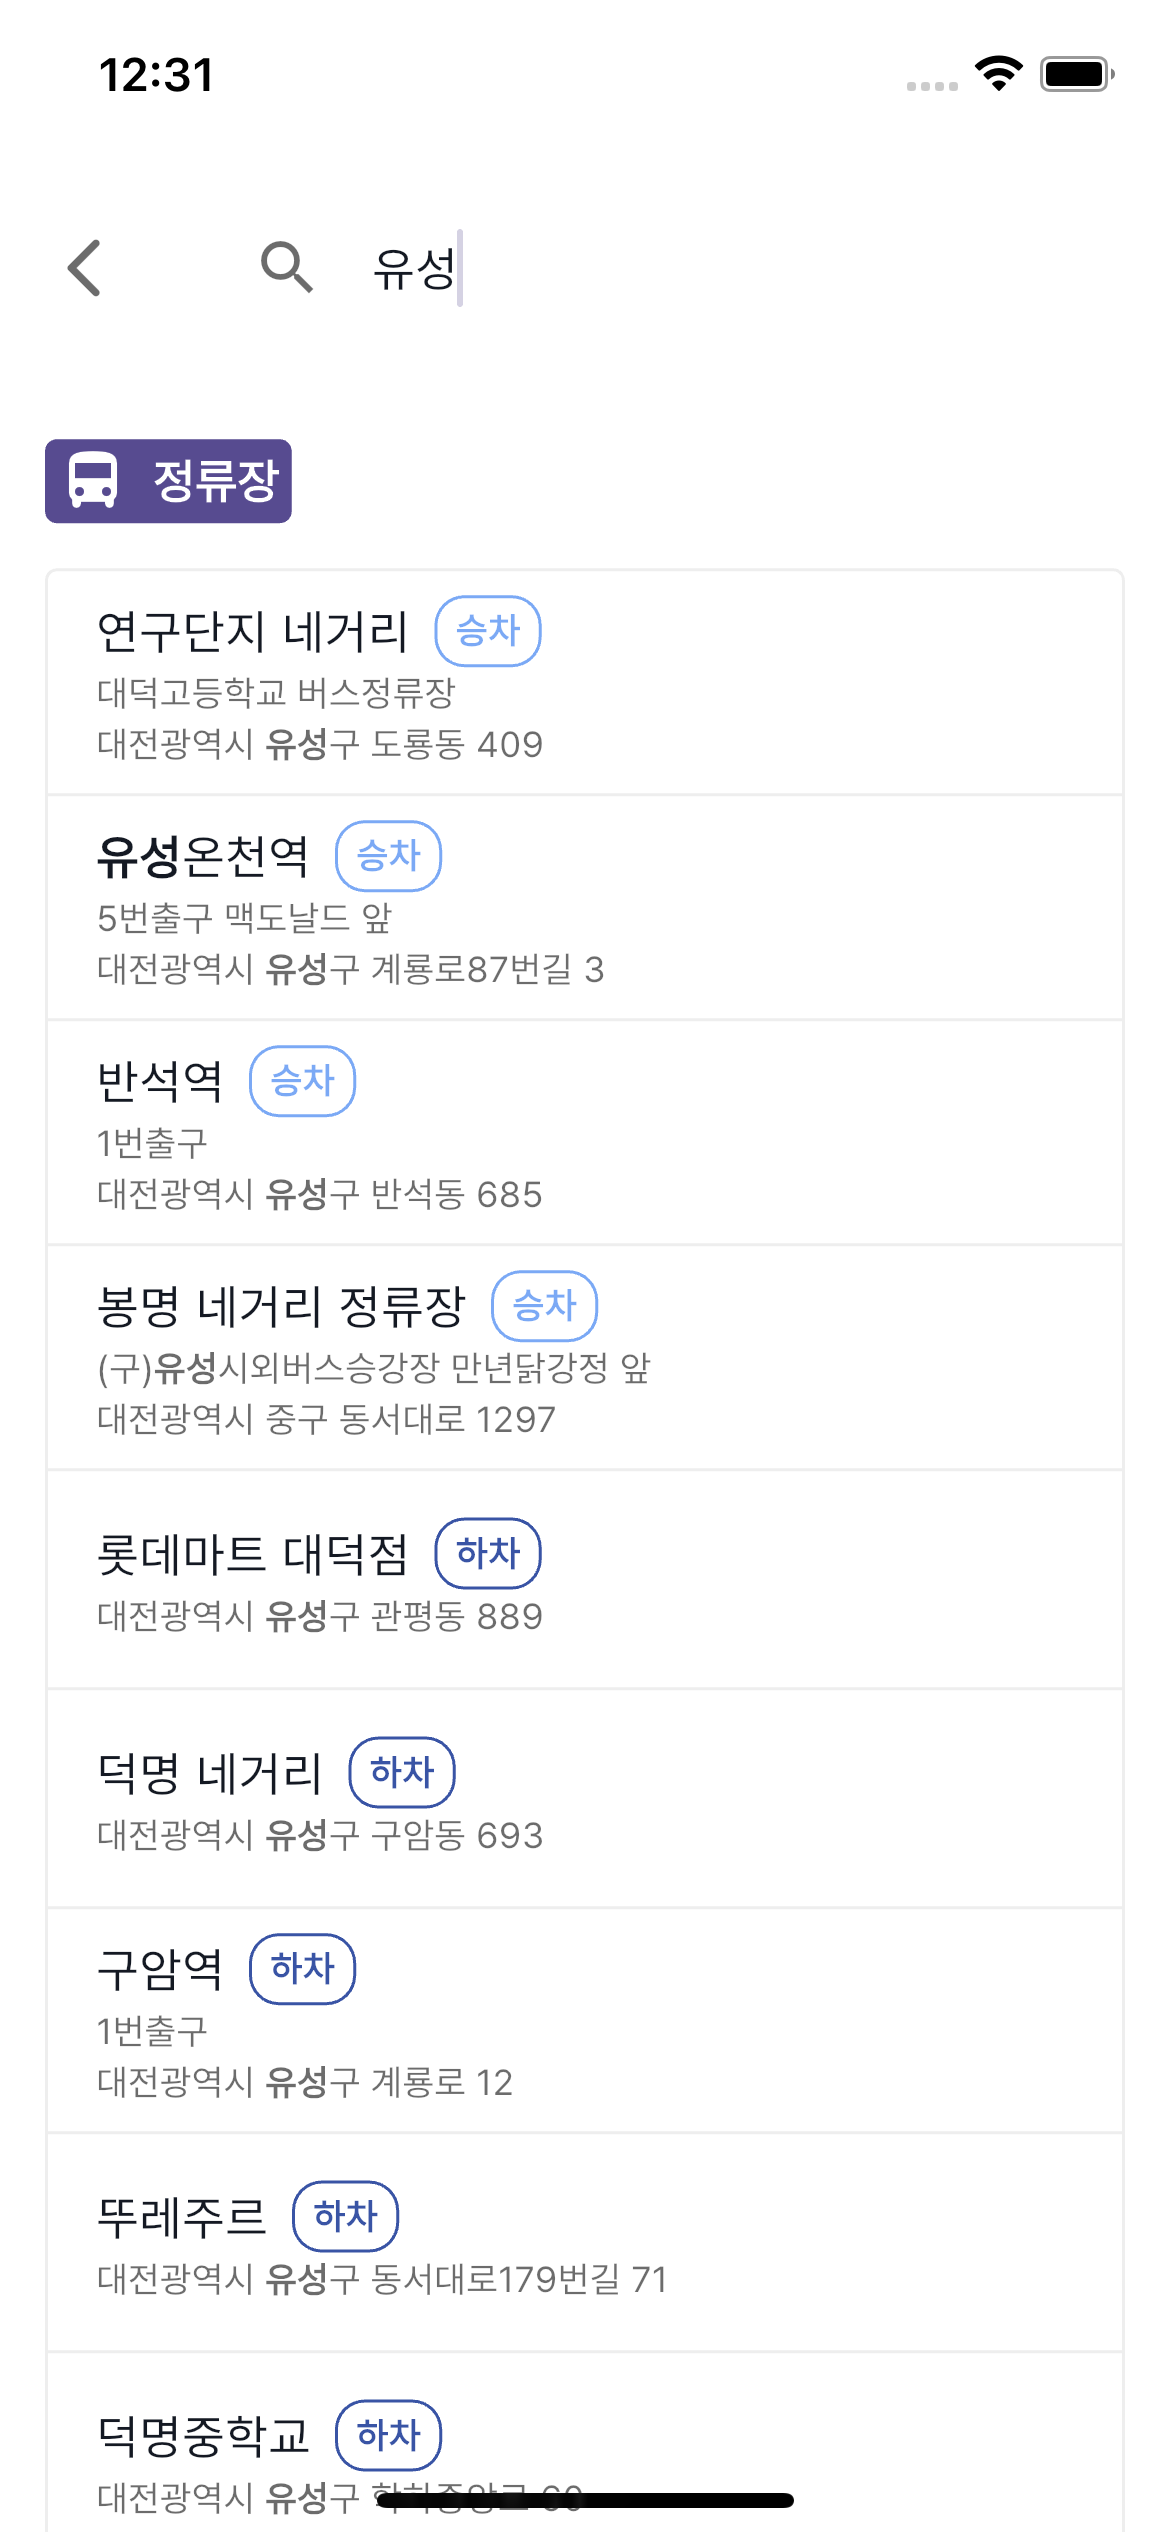 12:31
유성
정류장
연구단지 네거리 승차
대덕고등학교 버스정류장
대전광역시 유성구 도룡동 409
유성온천역 승차
5번출구 맥도날드 앞
대전광역시 유성구 계룡로87번길 3
반석역 승차
1번출구
대전광역시 유성구 반석동 685
봉명 네거리 정류장 승차
(구)유성시외버스승강장 만년닭강정 앞
대전광역시 중구 동서대로 1297
롯데마트 대덕점 하차
대전광역시 유성구 관평동 889
덕명 네거리 하차
대전광역시 유성구 구암동 693
구암역 하차
1번출구
대전광역시 유성구 계룡로 12
뚜레주르 하차
대전광역시 유성구 동서대로179번길 71
덕명중학교 하차
대전광역시 유성구